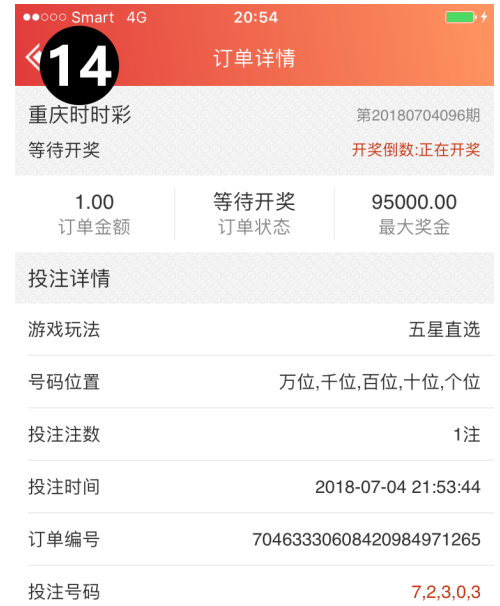 Smart 4G 20:54
14 订单详情
重庆时时彩 第20180704096期
等待开奖 开奖倒数:正在开奖
1.00 等待开奖 95000.00
订单金额 订单状态 最大奖金
投注详情
游戏玩法 五星直选
号码位置 万位,千位,百位,十位,个位
投注注数 1注
投注时间 2018-07-04 21:53:44
订单编号 70463330608420984971265
投注号码 7,2,3,0,3